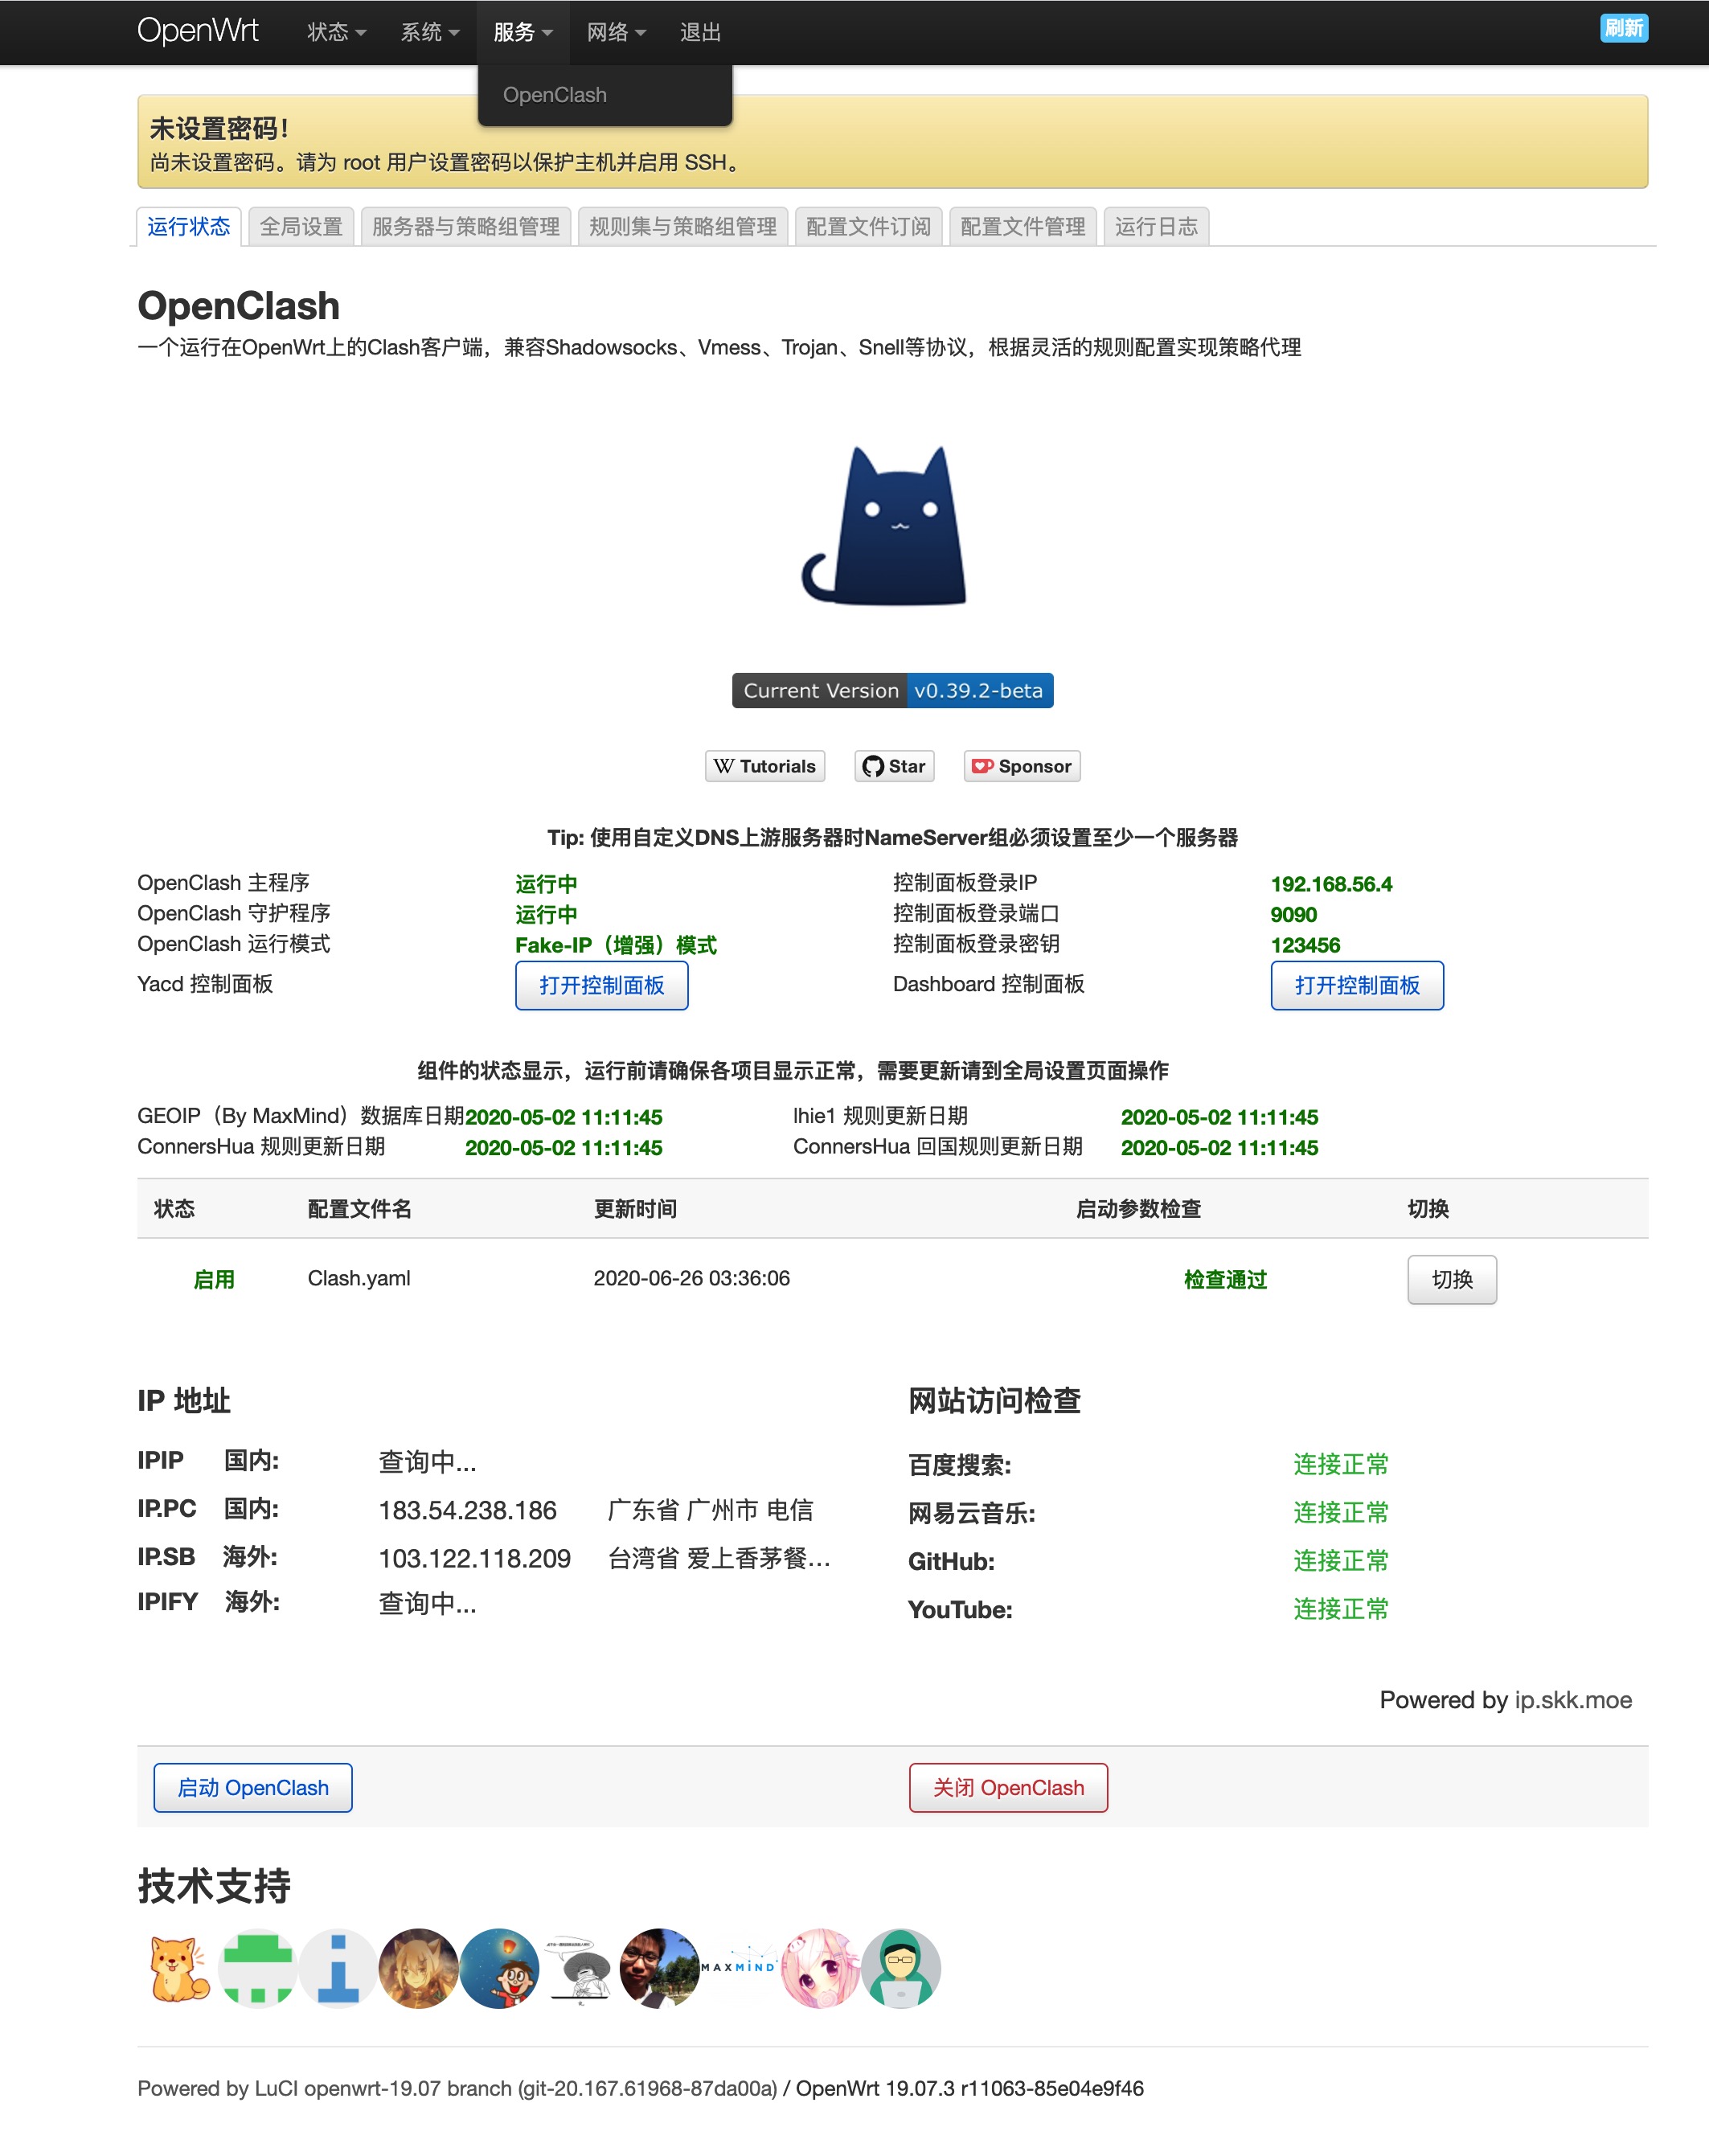 OpenWrt 状态 系统 服务 网络 退出 刷新
OpenClash
未设置密码！
尚未设置密码。请为 root 用户设置密码以保护主机并启用 SSH。
运行状态 全局设置 服务器与策略组管理 规则集与策略组管理 配置文件订阅 配置文件管理 运行日志
OpenClash
一个运行在OpenWrt上的Clash客户端，兼容Shadowsocks、Vmess、Trojan、Snell等协议，根据灵活的规则配置实现策略代理
Current Version v0.39.2-beta
Tutorials Star Sponsor
Tip: 使用自定义DNS上游服务器时NameServer组必须设置至少一个服务器
OpenClash 主程序 运行中 控制面板登录IP 192.168.56.4
OpenClash 守护程序 运行中 控制面板登录端口 9090
OpenClash 运行模式 Fake-IP（增强）模式 控制面板登录密钥 123456
Yacd 控制面板 打开控制面板 Dashboard 控制面板 打开控制面板
组件的状态显示，运行前请确保各项目显示正常，需要更新请到全局设置页面操作
GEOIP（By MaxMind）数据库日期 2020-05-02 11:11:45 lhie1 规则更新日期 2020-05-02 11:11:45
ConnersHua 规则更新日期 2020-05-02 11:11:45 ConnersHua 回国规则更新日期 2020-05-02 11:11:45
状态 配置文件名 更新时间 启动参数检查 切换
启用 Clash.yaml 2020-06-26 03:36:06 检查通过 切换
IP 地址 网站访问检查
IPIP 国内: 查询中... 百度搜索: 连接正常
IP.PC 国内: 183.54.238.186 广东省 广州市 电信 网易云音乐: 连接正常
IP.SB 海外: 103.122.118.209 台湾省 爱上香茅餐... GitHub: 连接正常
IPIFY 海外: 查询中... YouTube: 连接正常
Powered by ip.skk.moe
启动 OpenClash 关闭 OpenClash
技术支持
MAXMIND
Powered by LuCI openwrt-19.07 branch (git-20.167.61968-87da00a) / OpenWrt 19.07.3 r11063-85e04e9f46